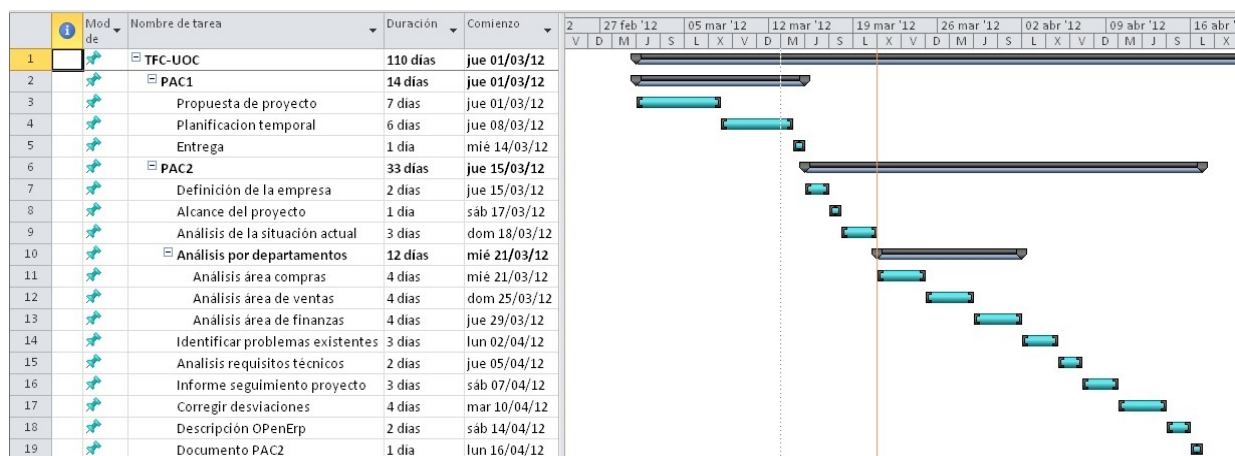 Mod de Nombre de tarea Duración Comienzo
2 27 feb '12 05 mar '12 12 mar '12 19 mar '12 26 mar '12 02 abr '12 09 abr '12 16 abr
V D M J S L X V D M J S L X V D M J S L X V D M J S L X
1 TFC-UOC 110 días jue 01/03/12
2 PAC1 14 días jue 01/03/12
3 Propuesta de proyecto 7 días jue 01/03/12
4 Planificacion temporal 6 días jue 08/03/12
5 Entrega 1 día mié 14/03/12
6 PAC2 33 días jue 15/03/12
7 Definición de la empresa 2 días jue 15/03/12
8 Alcance del proyecto 1 día sáb 17/03/12
9 Análisis de la situación actual 3 días dom 18/03/12
10 Análisis por departamentos 12 días mié 21/03/12
11 Análisis área compras 4 días mié 21/03/12
12 Análisis área de ventas 4 días dom 25/03/12
13 Análisis área de finanzas 4 días jue 29/03/12
14 Identificar problemas existentes 3 días lun 02/04/12
15 Analisis requisitos técnicos 2 días jue 05/04/12
16 Informe seguimiento proyecto 3 días sáb 07/04/12
17 Corregir desviaciones 4 días mar 10/04/12
18 Descripción OPenErp 2 días sáb 14/04/12
19 Documento PAC2 1 día lun 16/04/12